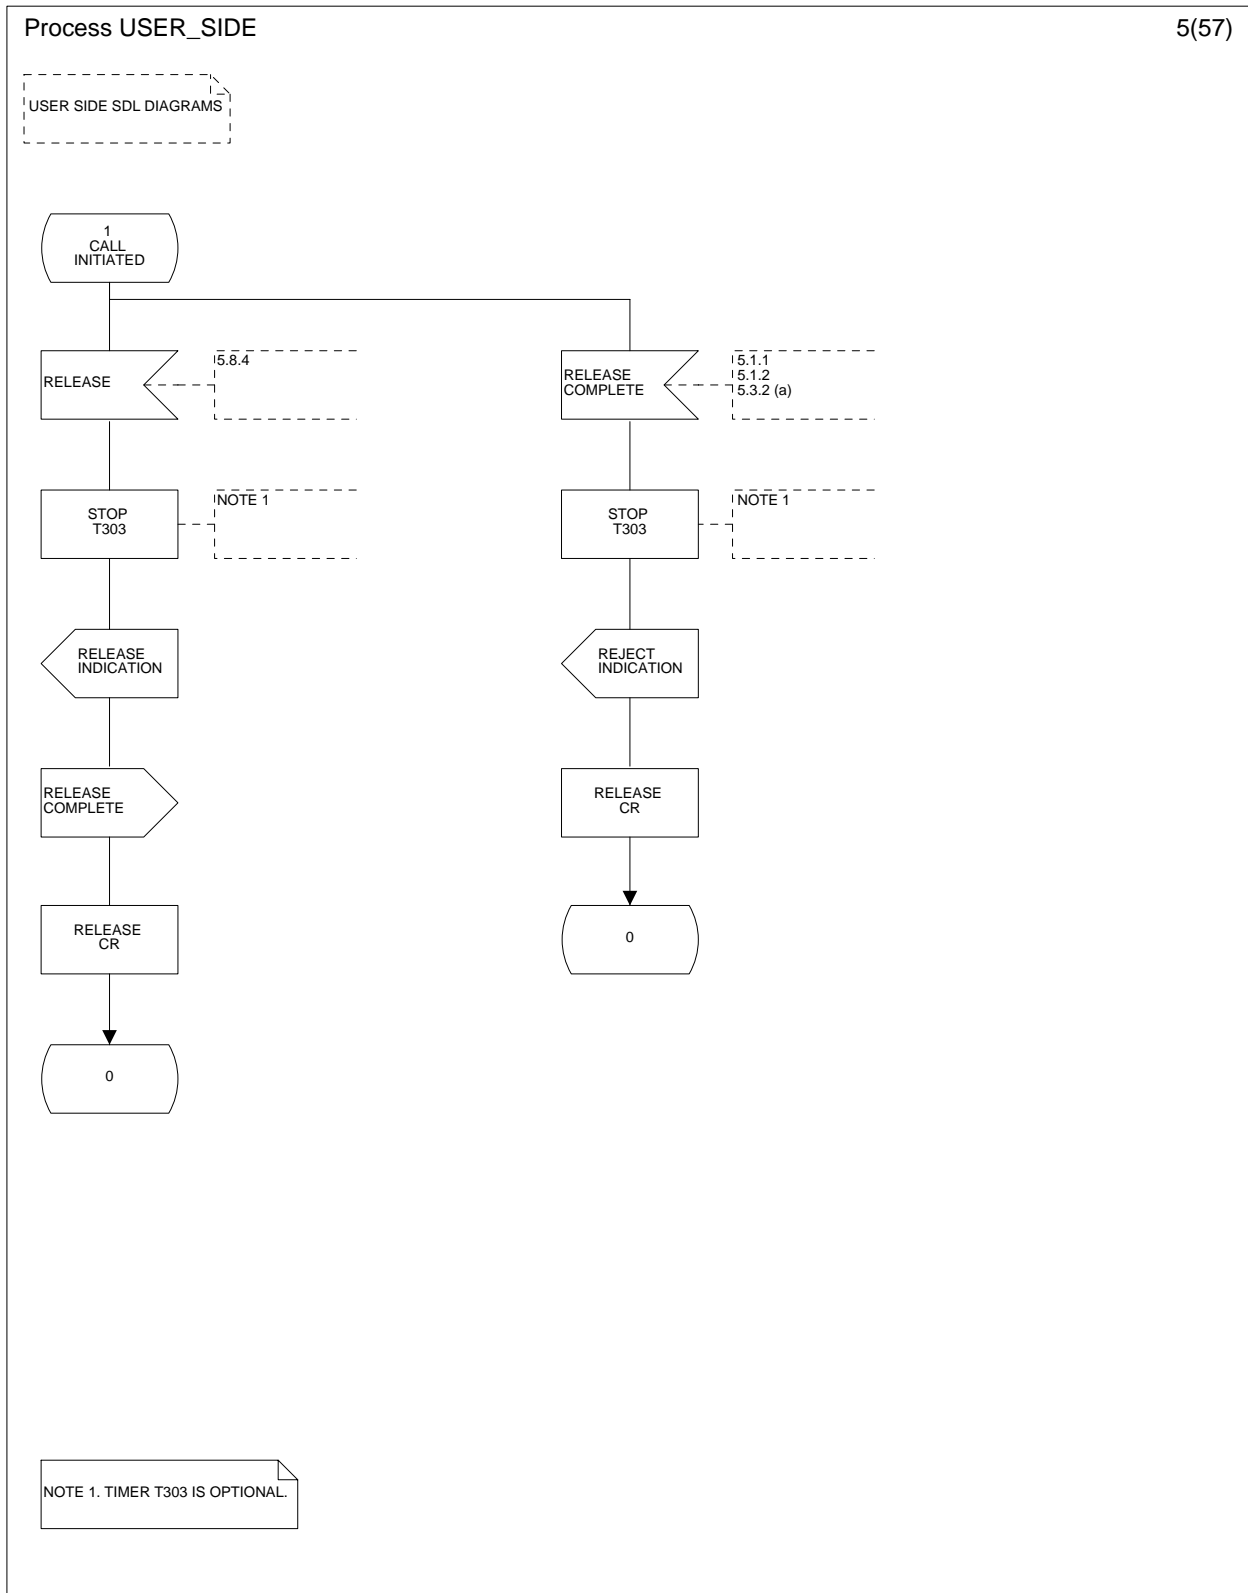 Process USER_SIDE
5(57)
USER SIDE SDL DIAGRAMS
1
CALL
INITIATED
RELEASE
5.8.4
STOP
T303
NOTE 1
RELEASE
INDICATION
RELEASE
COMPLETE
RELEASE
CR
0
RELEASE
COMPLETE
5.1.1
5.1.2
5.3.2 (a)
STOP
T303
NOTE 1
REJECT
INDICATION
RELEASE
CR
0
NOTE 1. TIMER T303 IS OPTIONAL.